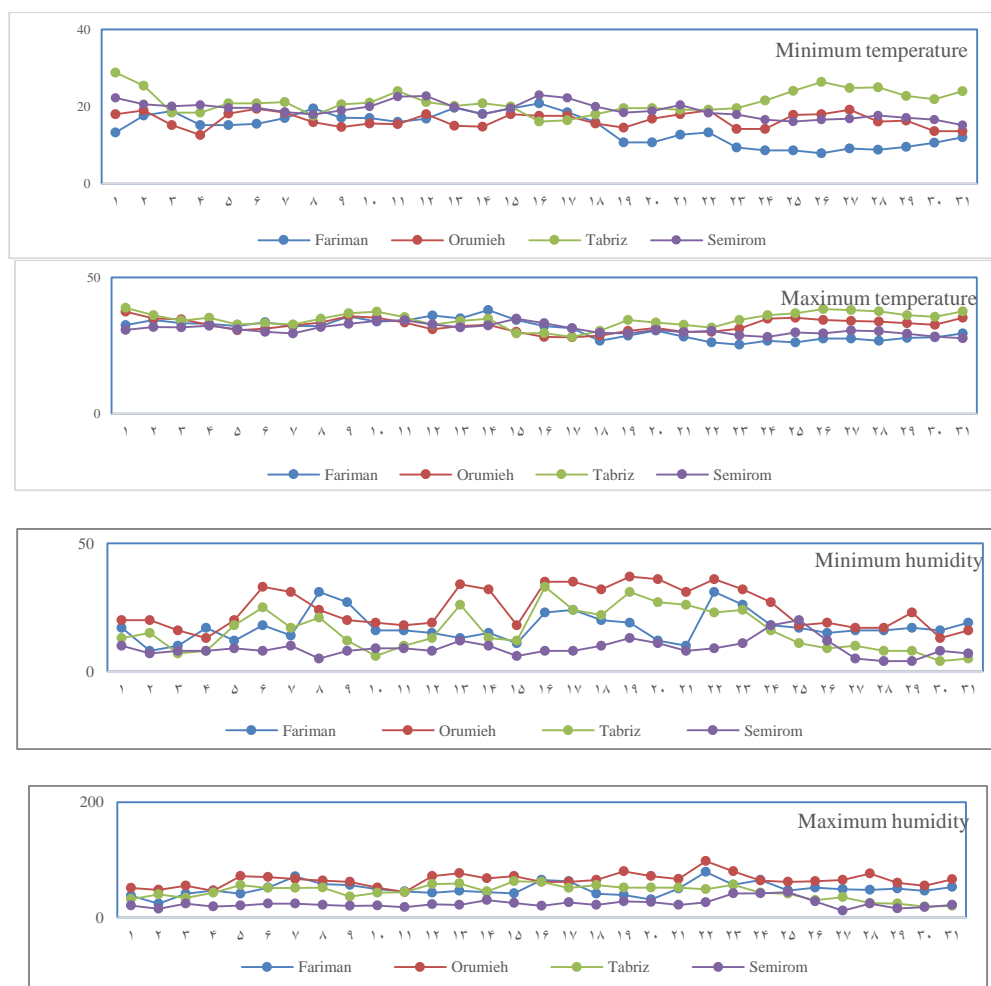 40
Minimum temperature
20
0
۱ ۲ ۳ ۴ ۵ ۶ ۷ ۸ ۹ ۱۰ ۱۱ ۱۲ ۱۳ ۱۴ ۱۵ ۱۶ ۱۷ ۱۸ ۱۹ ۲۰ ۲۱ ۲۲ ۲۳ ۲۴ ۲۵ ۲۶ ۲۷ ۲۸ ۲۹ ۳۰ ۳۱
Fariman Orumieh Tabriz Semirom
50
Maximum temperature
0
۱ ۲ ۳ ۴ ۵ ۶ ۷ ۸ ۹ ۱۰ ۱۱ ۱۲ ۱۳ ۱۴ ۱۵ ۱۶ ۱۷ ۱۸ ۱۹ ۲۰ ۲۱ ۲۲ ۲۳ ۲۴ ۲۵ ۲۶ ۲۷ ۲۸ ۲۹ ۳۰ ۳۱
Fariman Orumieh Tabriz Semirom
50
Minimum humidity
0
۱ ۲ ۳ ۴ ۵ ۶ ۷ ۸ ۹ ۱۰ ۱۱ ۱۲ ۱۳ ۱۴ ۱۵ ۱۶ ۱۷ ۱۸ ۱۹ ۲۰ ۲۱ ۲۲ ۲۳ ۲۴ ۲۵ ۲۶ ۲۷ ۲۸ ۲۹ ۳۰ ۳۱
Fariman Orumieh Tabriz Semirom
200
Maximum humidity
0
۱ ۲ ۳ ۴ ۵ ۶ ۷ ۸ ۹ ۱۰ ۱۱ ۱۲ ۱۳ ۱۴ ۱۵ ۱۶ ۱۷ ۱۸ ۱۹ ۲۰ ۲۱ ۲۲ ۲۳ ۲۴ ۲۵ ۲۶ ۲۷ ۲۸ ۲۹ ۳۰ ۳۱
Fariman Orumieh Tabriz Semirom